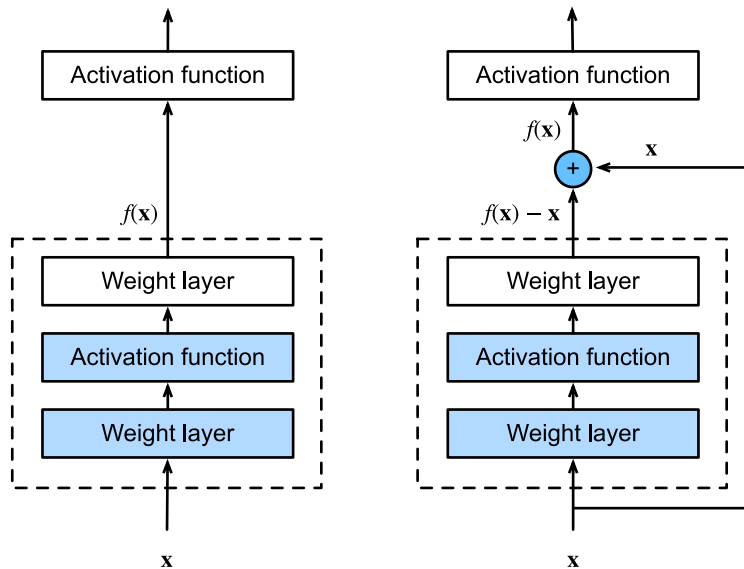 Activation function
f(x)
Weight layer
Activation function
Weight layer
x
Activation function
f(x)
x
+
f(x) − x
Weight layer
Activation function
Weight layer
x